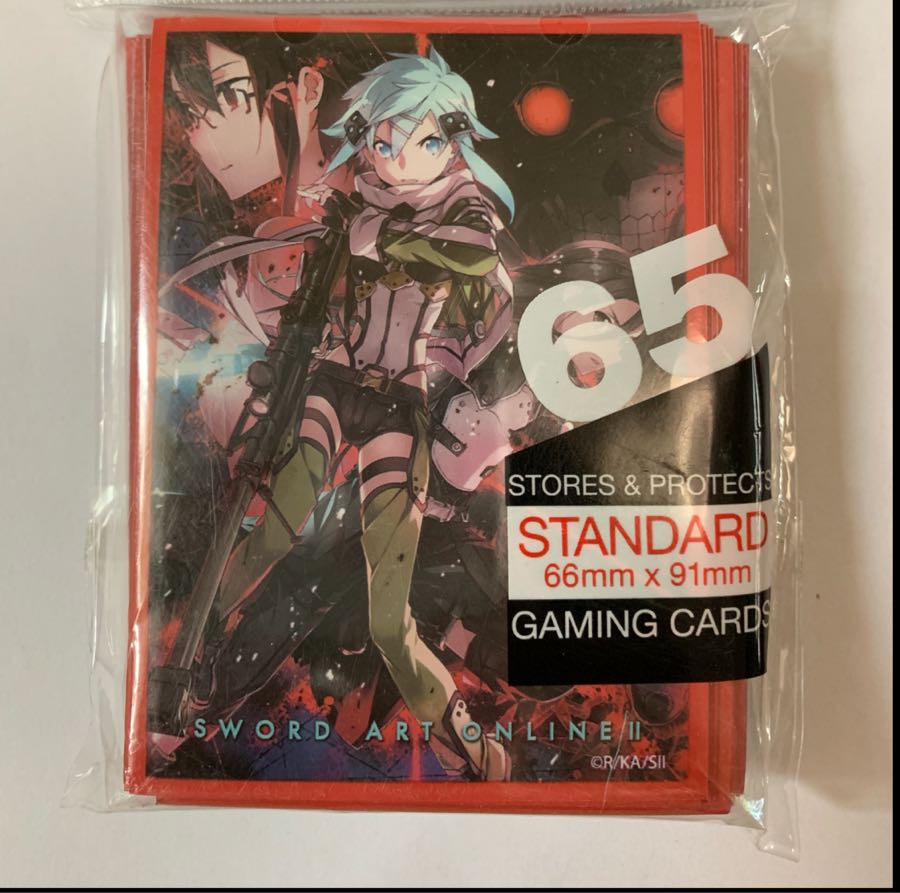 65
STORES & PROTECTS
STANDARD
66mm x 91mm
GAMING CARDS
SWORD ART ONLINE II
©R/KA/SII